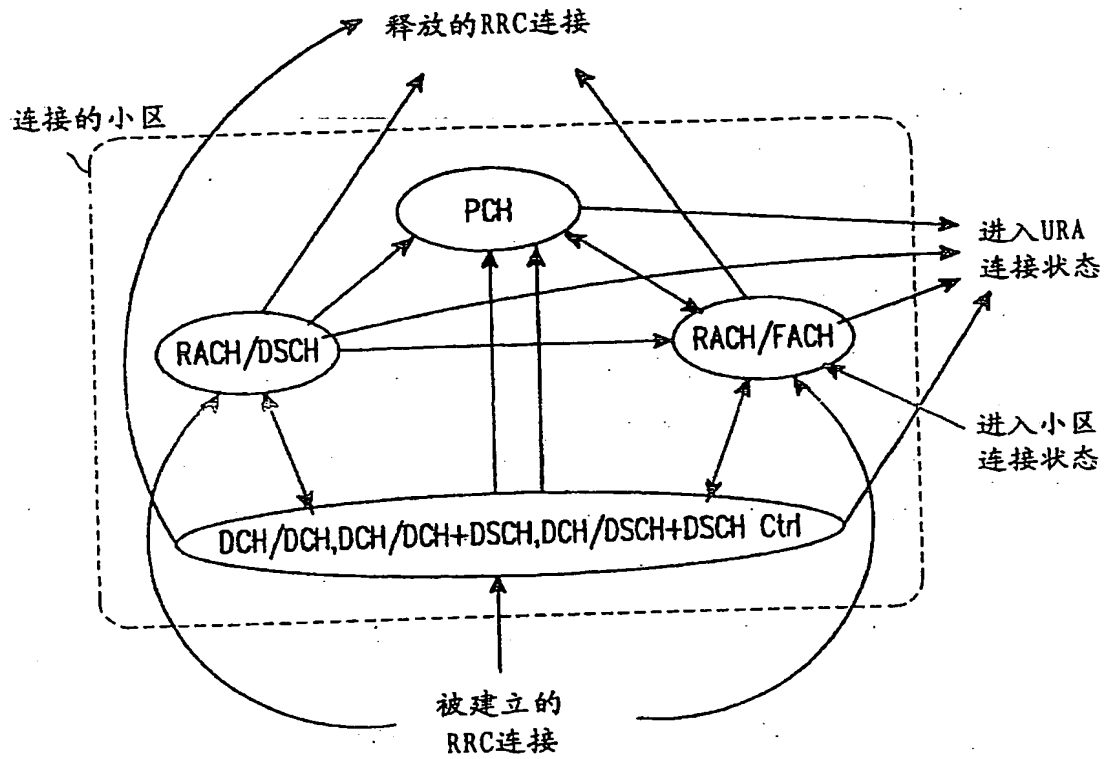 释放的RRC连接
连接的小区
PCH
进入URA
连接状态
RACH/DSCH
RACH/FACH
进入小区
连接状态
DCH/DCH,DCH/DCH+DSCH,DCH/DSCH+DSCH Ctrl
被建立的
RRC连接